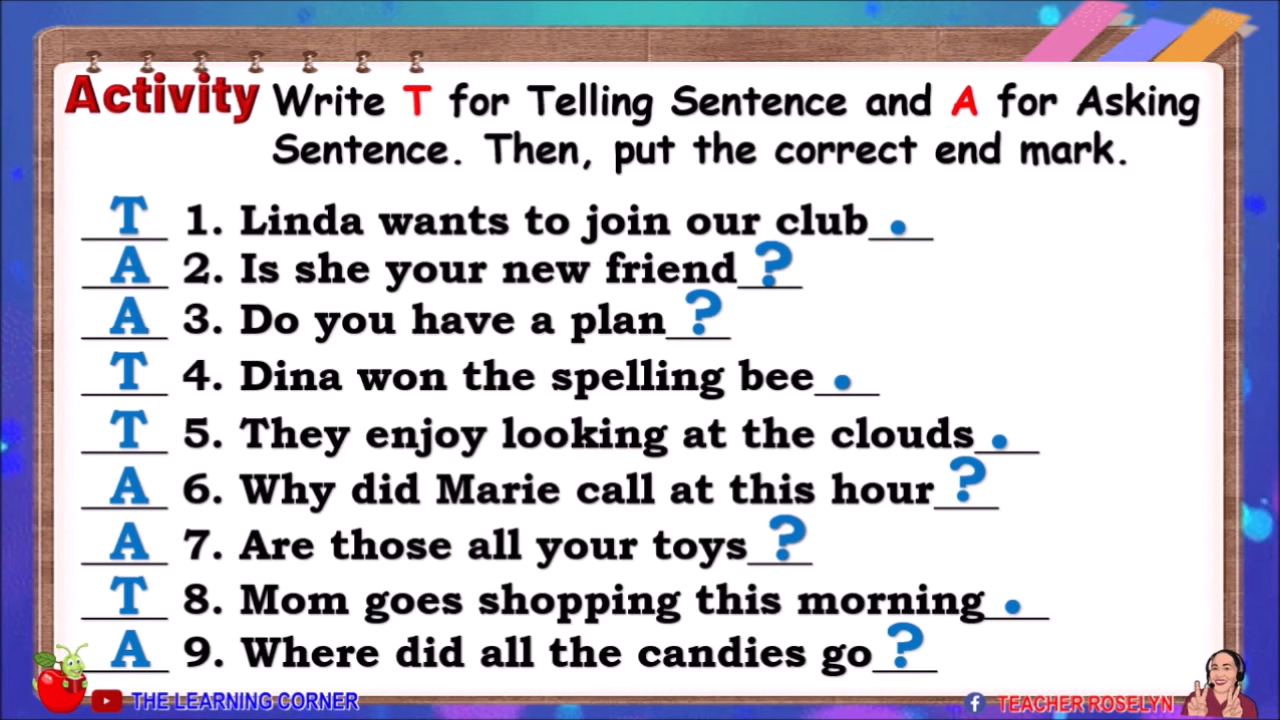 Activity Write T for Telling Sentence and A for Asking
Sentence. Then, put the correct end mark.
T 1. Linda wants to join our club.
A 2. Is she your new friend?
A 3. Do you have a plan?
T 4. Dina won the spelling bee.
T 5. They enjoy looking at the clouds.
A 6. Why did Marie call at this hour?
A 7. Are those all your toys?
T 8. Mom goes shopping this morning.
A 9. Where did all the candies go?
THE LEARNING CORNER
f TEACHER ROSELYN